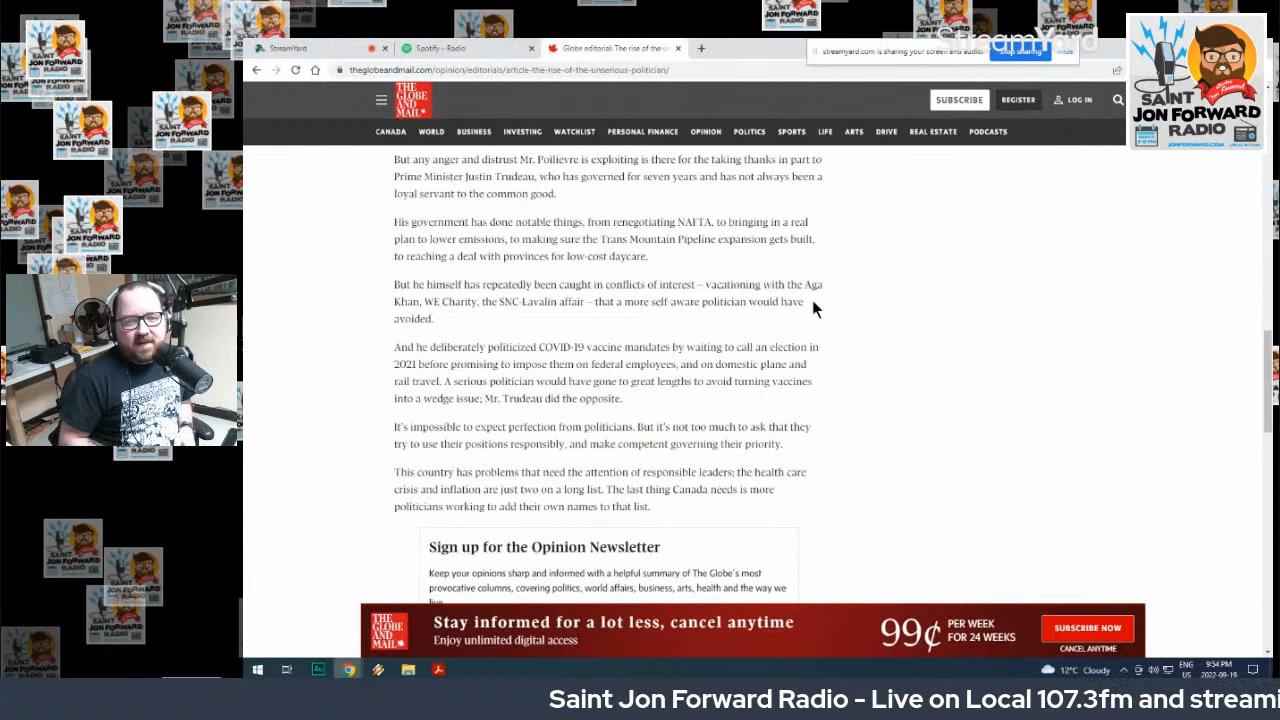 StreamYard
Spotify – Radio
Globe editorial: The rise of the u
StreamYard
streamyard.com is sharing your screen and audio.
Stop sharing
Hide
theglobeandmail.com/opinion/editorials/article-the-rise-of-the-unserious-politician/
THE GLOBE AND MAIL
SUBSCRIBE
REGISTER
LOG IN
CANADA WORLD BUSINESS INVESTING WATCHLIST PERSONAL FINANCE OPINION POLITICS SPORTS LIFE ARTS DRIVE REAL ESTATE PODCASTS
SAINT
JON FORWARD
RADIO
JONFORWARD.COM
But any anger and distrust Mr. Poilievre is exploiting is there for the taking thanks in part to
Prime Minister Justin Trudeau, who has governed for seven years and has not always been a
loyal servant to the common good.
His government has done notable things, from renegotiating NAFTA, to bringing in a real
plan to lower emissions, to making sure the Trans Mountain Pipeline expansion gets built,
to reaching a deal with provinces for low-cost daycare.
But he himself has repeatedly been caught in conflicts of interest – vacationing with the Aga
Khan, WE Charity, the SNC-Lavalin affair – that a more self-aware politician would have
avoided.
And he deliberately politicized COVID-19 vaccine mandates by waiting to call an election in
2021 before promising to impose them on federal employees, and on domestic plane and
rail travel. A serious politician would have gone to great lengths to avoid turning vaccines
into a wedge issue; Mr. Trudeau did the opposite.
It's impossible to expect perfection from politicians. But it's not too much to ask that they
try to use their positions responsibly, and make competent governing their priority.
This country has problems that need the attention of responsible leaders; the health care
crisis and inflation are just two on a long list. The last thing Canada needs is more
politicians working to add their own names to that list.
Sign up for the Opinion Newsletter
Keep your opinions sharp and informed with a helpful summary of The Globe's most
provocative columns, covering politics, world affairs, business, arts, health and the way we
live
THE GLOBE AND MAIL
Stay informed for a lot less, cancel anytime
Enjoy unlimited digital access
99¢ PER WEEK
FOR 24 WEEKS
SUBSCRIBE NOW
CANCEL ANYTIME
12°C Cloudy
ENG
US
9:54 PM
2022-09-19
Saint Jon Forward Radio - Live on Local 107.3fm and streami